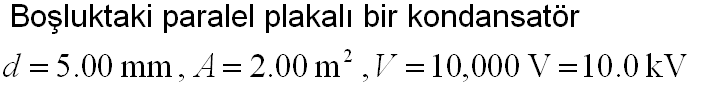 Boşluktaki paralel plakalı bir kondansatör
d = 5.00 mm , A = 2.00 m² , V = 10,000 V = 10.0 kV